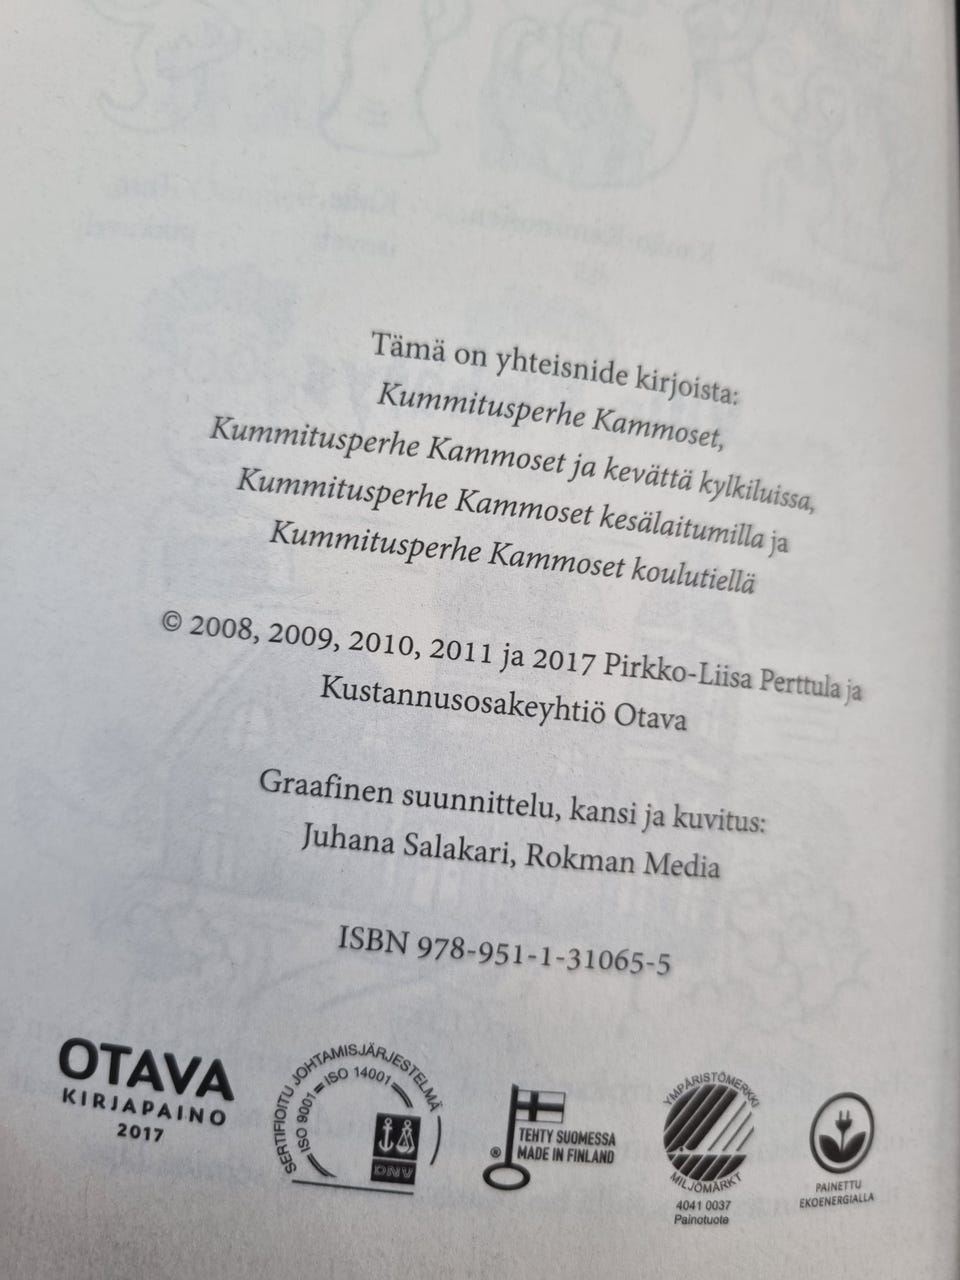 Tämä on yhteisnide kirjoista:
Kummitusperhe Kammoset,
Kummitusperhe Kammoset ja kevättä kylkiluissa,
Kummitusperhe Kammoset kesälaitumilla ja
Kummitusperhe Kammoset koulutiellä
© 2008, 2009, 2010, 2011 ja 2017 Pirkko-Liisa Perttula ja
Kustannusosakeyhtiö Otava
Graafinen suunnittelu, kansi ja kuvitus:
Juhana Salakari, Rokman Media
ISBN 978-951-1-31065-5
OTAVA
KIRJAPAINO
2017
SERTIFIOITU JOHTAMISJÄRJESTELMÄ
ISO 9001 = ISO 14001
DNV
® TEHTY SUOMESSA
MADE IN FINLAND
YMPÄRISTÖMERKKI
MILJÖMÄRKT
4041 0037
Painotuote
PAINETTU
EKOENERGIALLA